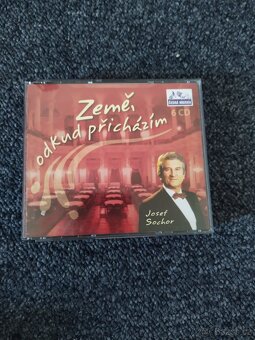 Země,
odkud přicházím
6 CD
Josef
Sochor